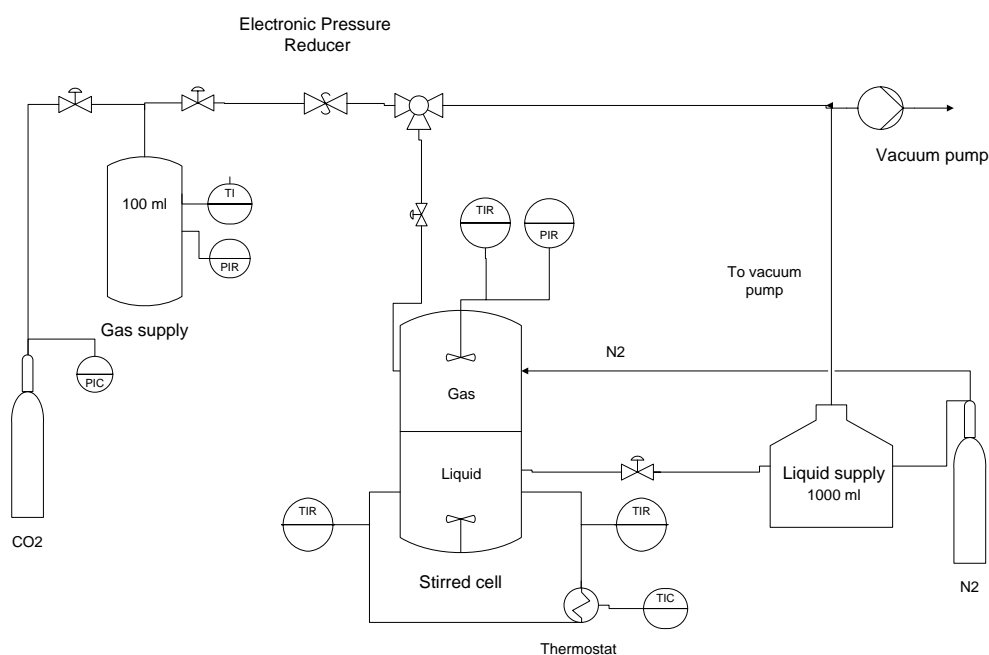 Electronic Pressure
Reducer
Vacuum pump
100 ml
TI
PIR
TIR
PIR
To vacuum
pump
Gas supply
N2
PIC
Gas
Liquid
Liquid supply
1000 ml
TIR
TIR
CO2
Stirred cell
TIC
N2
Thermostat